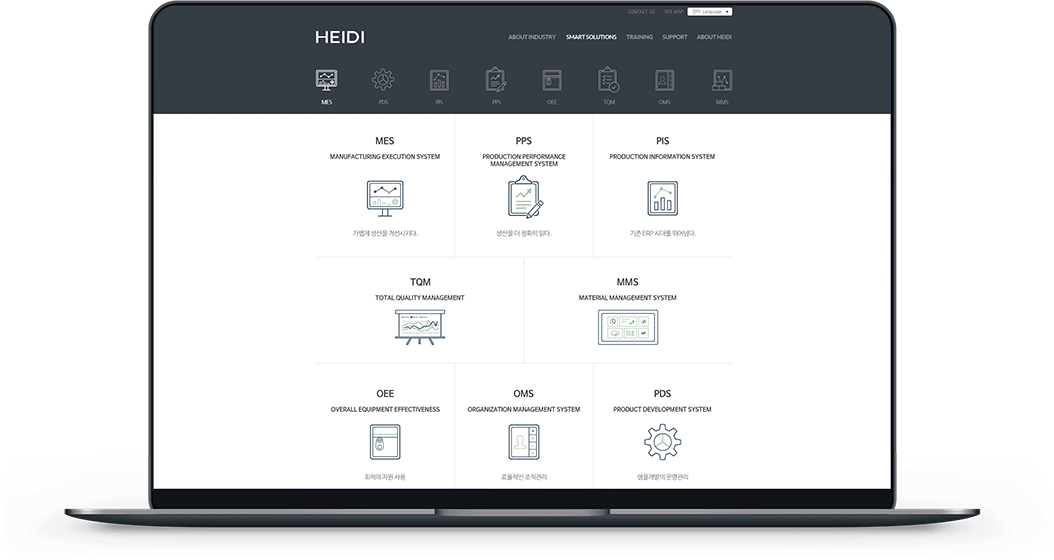 CONTACT US SITE MAP 언어: Language
HEIDI
ABOUT INDUSTRY SMART SOLUTIONS TRAINING SUPPORT ABOUT HEIDI
MES PDS PIS PPS OEE TQM OMS MMS
MES
MANUFACTURING EXECUTION SYSTEM
가볍게 생산을 개선시키다.
PPS
PRODUCTION PERFORMANCE
MANAGEMENT SYSTEM
생산을 더 정확히 읽다.
PIS
PRODUCTION INFORMATION SYSTEM
기존 ERP 시대를 뛰어넘다.
TQM
TOTAL QUALITY MANAGEMENT
MMS
MATERIAL MANAGEMENT SYSTEM
OEE
OVERALL EQUIPMENT EFFECTIVENESS
최적의 자원 사용
OMS
ORGANIZATION MANAGEMENT SYSTEM
효율적인 조직관리
PDS
PRODUCT DEVELOPMENT SYSTEM
샘플개발의 운영관리